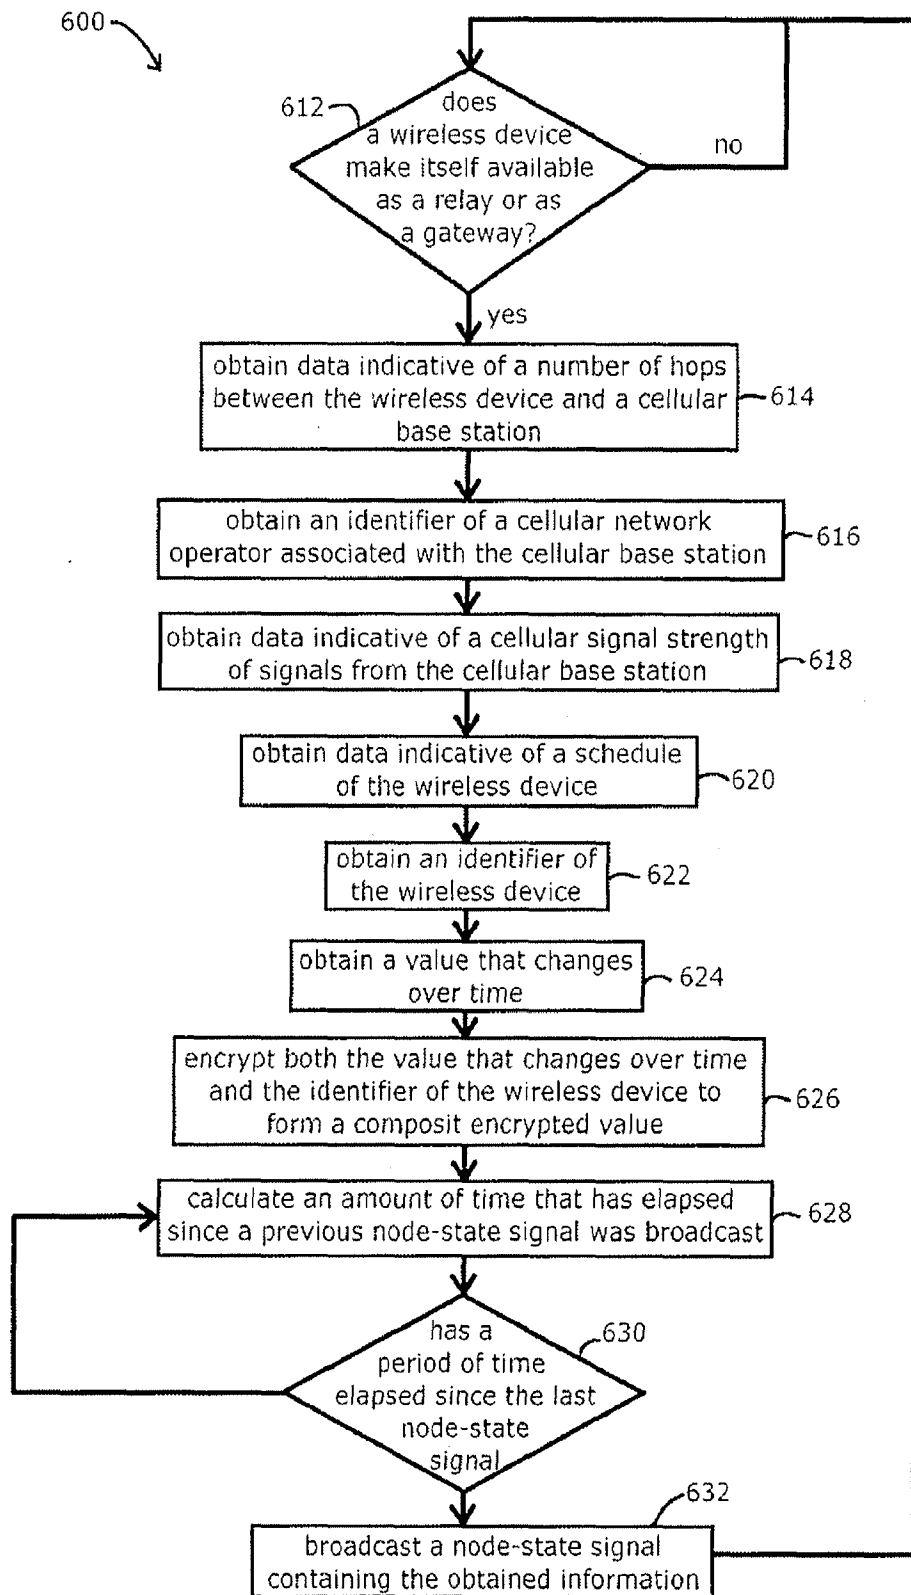 600
612
does
a wireless device
make itself available
as a relay or as
a gateway?
no
yes
obtain data indicative of a number of hops
between the wireless device and a cellular
base station
614
obtain an identifier of a cellular network
operator associated with the cellular base station
616
obtain data indicative of a cellular signal strength
of signals from the cellular base station
618
obtain data indicative of a schedule
of the wireless device
620
obtain an identifier of
the wireless device
622
obtain a value that changes
over time
624
encrypt both the value that changes over time
and the identifier of the wireless device to
form a composit encrypted value
626
calculate an amount of time that has elapsed
since a previous node-state signal was broadcast
628
has a
period of time
elapsed since the last
node-state
signal
630
632
broadcast a node-state signal
containing the obtained information